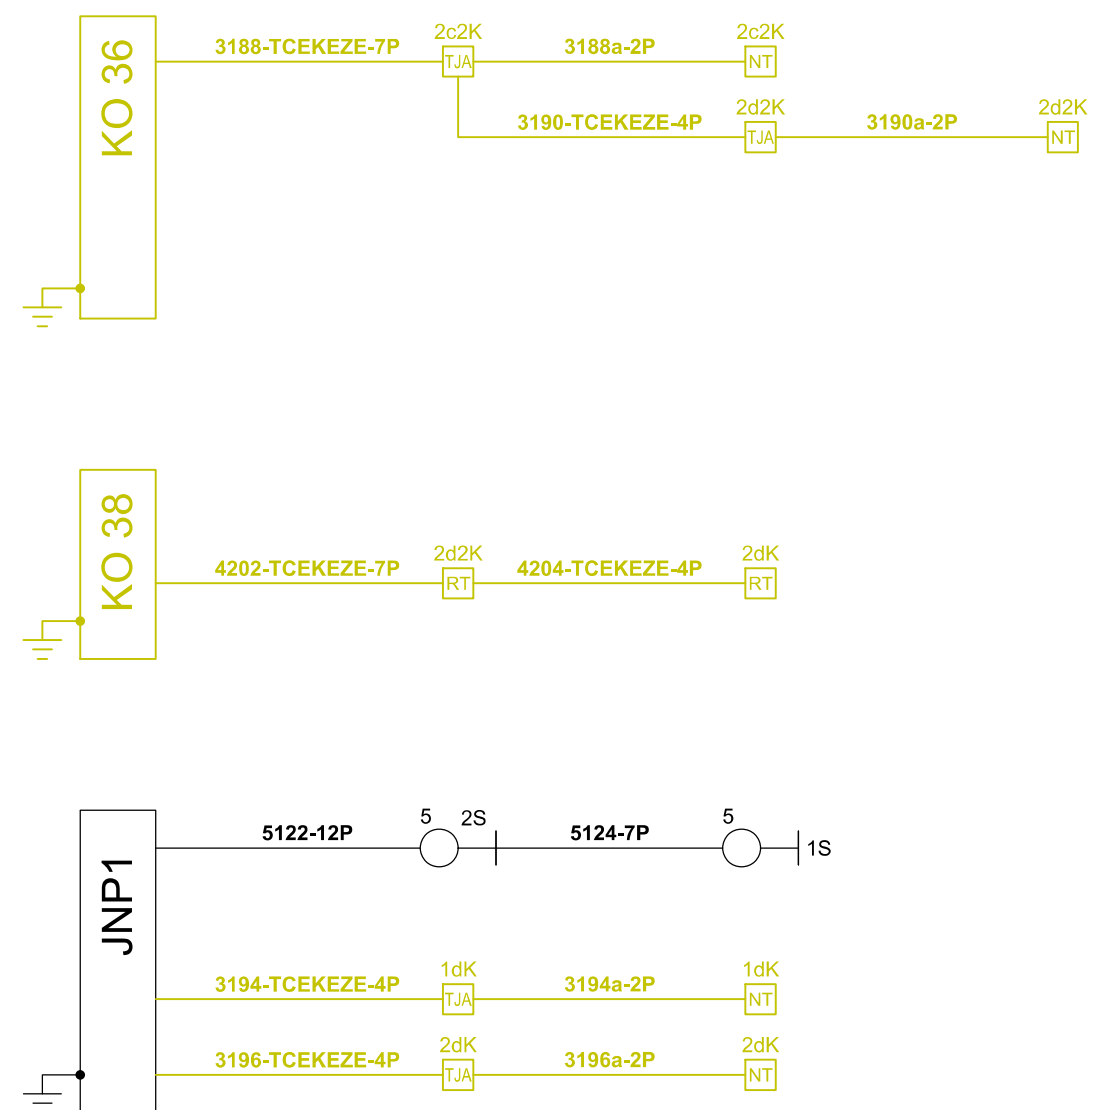 KO 36
2c2K
2c2K
3188-TCEKEZE-7P
3188a-2P
TJA
NT
2d2K
2d2K
3190-TCEKEZE-4P
3190a-2P
TJA
NT
KO 38
2d2K
2dK
4202-TCEKEZE-7P
4204-TCEKEZE-4P
RT
RT
JNP1
5
2S
5
5122-12P
5124-7P
1S
1dK
1dK
3194-TCEKEZE-4P
3194a-2P
TJA
NT
2dK
2dK
3196-TCEKEZE-4P
3196a-2P
TJA
NT